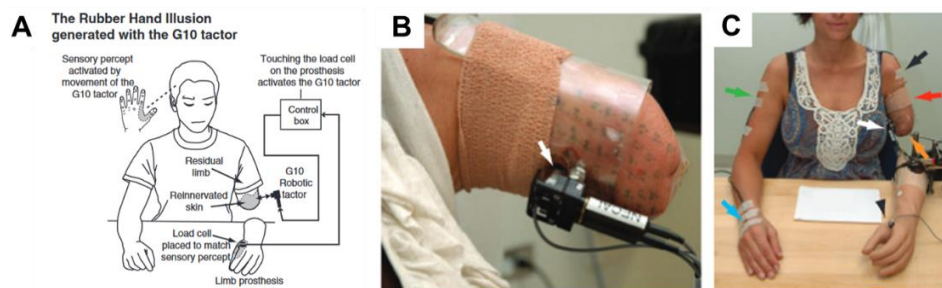 A
The Rubber Hand Illusion
generated with the G10 tactor
Sensory percept
activated by
movement of the
G10 tactor
Touching the load cell
on the prosthesis
activates the G10 tactor
Control
box
Residual
limb
Reinnervated
skin
G10
Robotic
tactor
Load cell
placed to match
sensory percept
Limb prosthesis
B
C